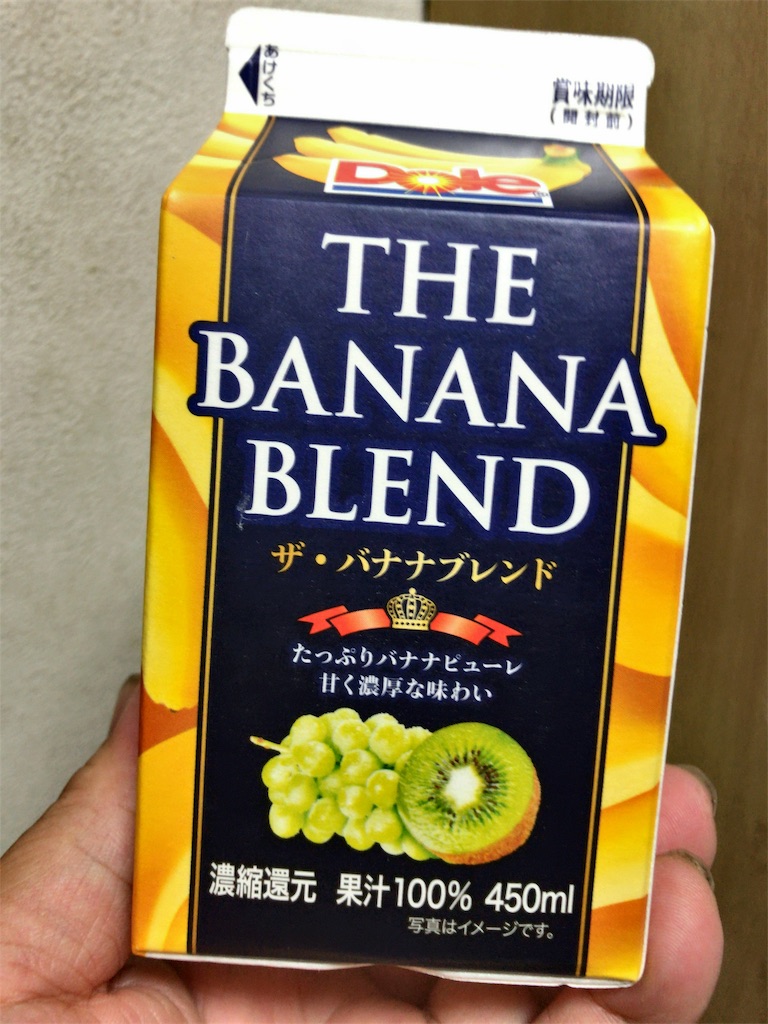 あけくち
賞味期限
(開封前)
Dole
THE
BANANA
BLEND
ザ・バナナブレンド
たっぷりバナナピューレ
甘く濃厚な味わい
濃縮還元 果汁100% 450ml
写真はイメージです。